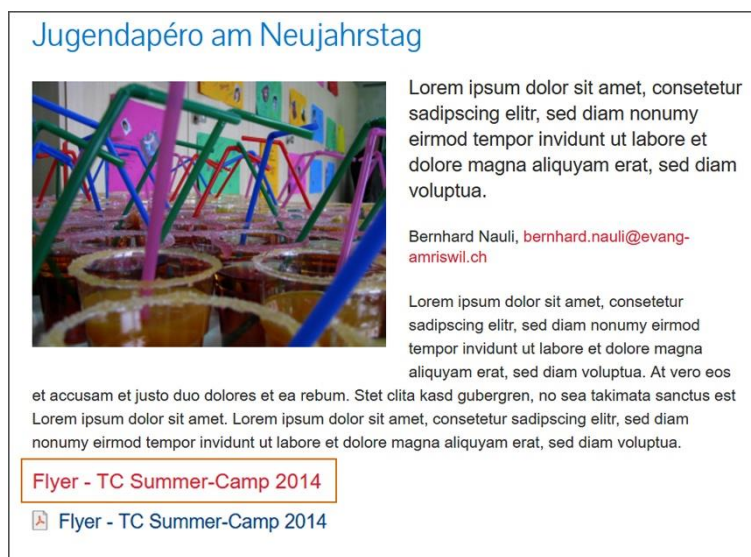 Jugendapéro am Neujahrstag
Lorem ipsum dolor sit amet, consetetur
sadipscing elitr, sed diam nonumy
eirmod tempor invidunt ut labore et
dolore magna aliquyam erat, sed diam
voluptua.
Bernhard Nauli, bernhard.nauli@evang-
amriswil.ch
Lorem ipsum dolor sit amet, consetetur
sadipscing elitr, sed diam nonumy eirmod
tempor invidunt ut labore et dolore magna
aliquyam erat, sed diam voluptua. At vero eos
et accusam et justo duo dolores et ea rebum. Stet clita kasd gubergren, no sea takimata sanctus est
Lorem ipsum dolor sit amet. Lorem ipsum dolor sit amet, consetetur sadipscing elitr, sed diam
nonumy eirmod tempor invidunt ut labore et dolore magna aliquyam erat, sed diam voluptua.
Flyer - TC Summer-Camp 2014
Flyer - TC Summer-Camp 2014